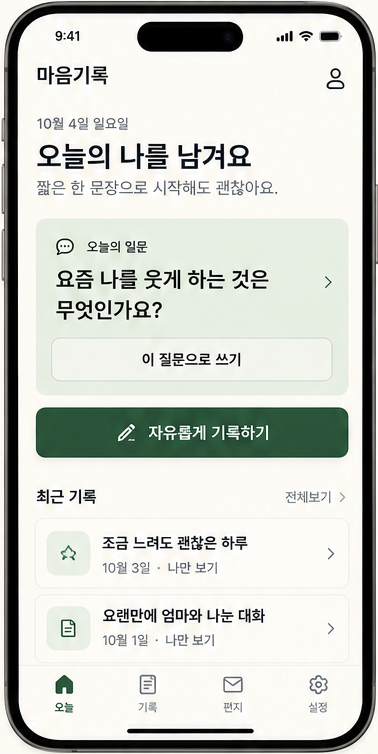 9:41
마음기록
10월 4일 일요일
오늘의 나를 남겨요
짧은 한 문장으로 시작해도 괜찮아요.
오늘의 일문
요즘 나를 웃게 하는 것은
무엇인가요?
이 질문으로 쓰기
자유롭게 기록하기
최근 기록
전체보기
조금 느려도 괜찮은 하루
10월 3일 · 나만 보기
요랜만에 엄마와 나눈 대화
10월 1일 · 나만 보기
오늘
기록
편지
설정